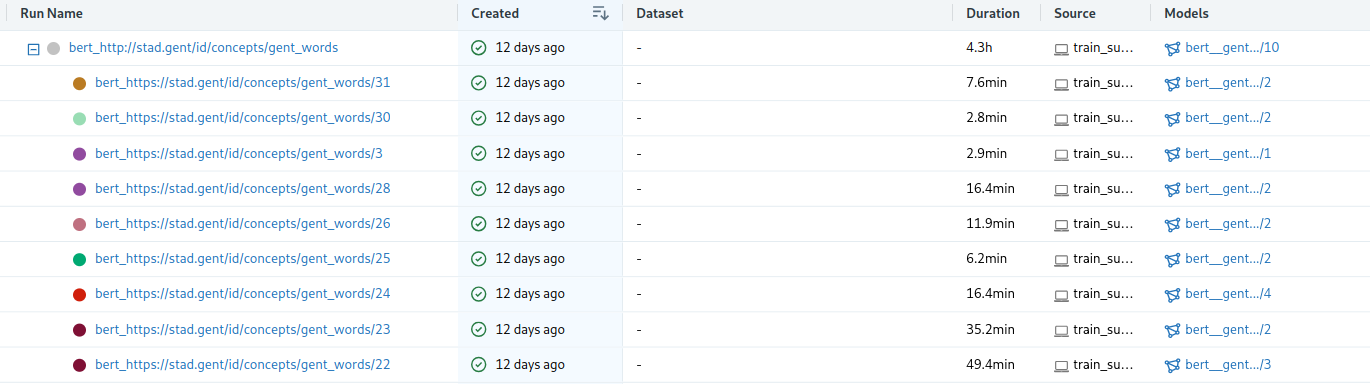 Run Name Created Dataset Duration Source Models
bert_http://stad.gent/id/concepts/gent_words 12 days ago - 4.3h train_su... bert__gent.../10
bert_https://stad.gent/id/concepts/gent_words/31 12 days ago - 7.6min train_su... bert__gent.../2
bert_https://stad.gent/id/concepts/gent_words/30 12 days ago - 2.8min train_su... bert__gent.../2
bert_https://stad.gent/id/concepts/gent_words/3 12 days ago - 2.9min train_su... bert__gent.../1
bert_https://stad.gent/id/concepts/gent_words/28 12 days ago - 16.4min train_su... bert__gent.../2
bert_https://stad.gent/id/concepts/gent_words/26 12 days ago - 11.9min train_su... bert__gent.../2
bert_https://stad.gent/id/concepts/gent_words/25 12 days ago - 6.2min train_su... bert__gent.../2
bert_https://stad.gent/id/concepts/gent_words/24 12 days ago - 16.4min train_su... bert__gent.../4
bert_https://stad.gent/id/concepts/gent_words/23 12 days ago - 35.2min train_su... bert__gent.../2
bert_https://stad.gent/id/concepts/gent_words/22 12 days ago - 49.4min train_su... bert__gent.../3